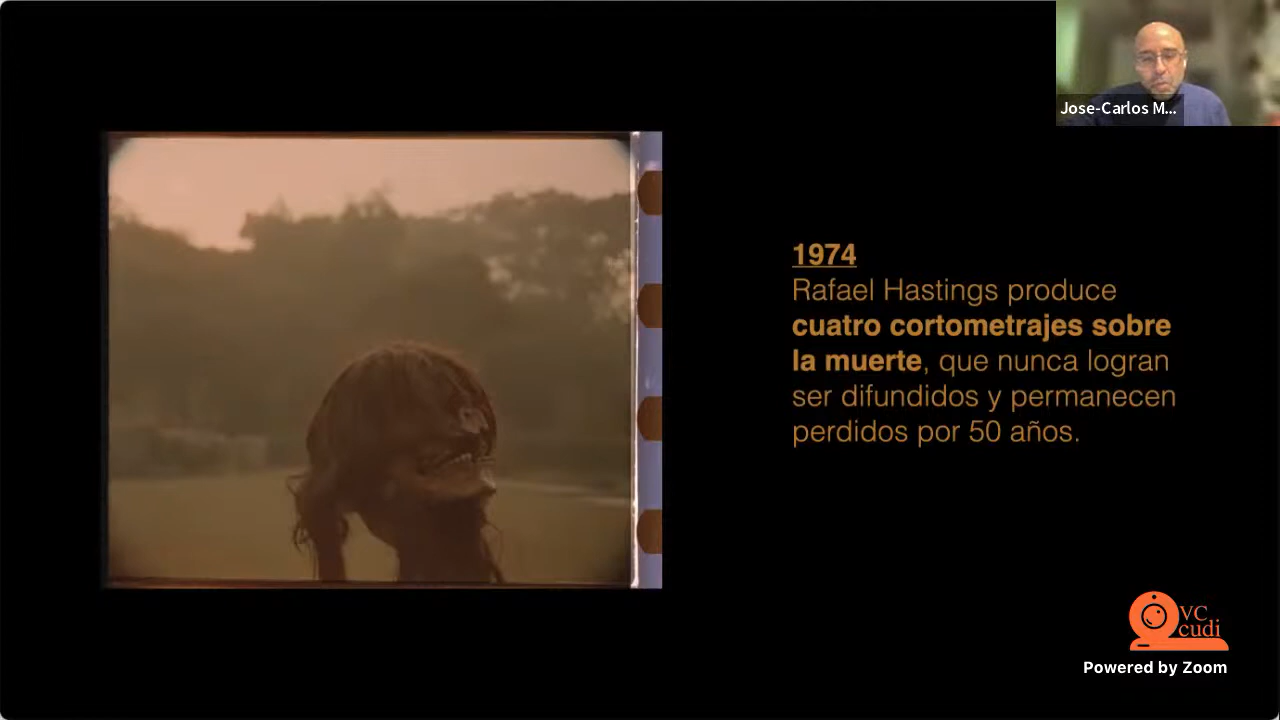 Jose-Carlos M...
1974
Rafael Hastings produce
cuatro cortometrajes sobre
la muerte, que nunca logran
ser difundidos y permanecen
perdidos por 50 años.
VC
cudi
Powered by Zoom